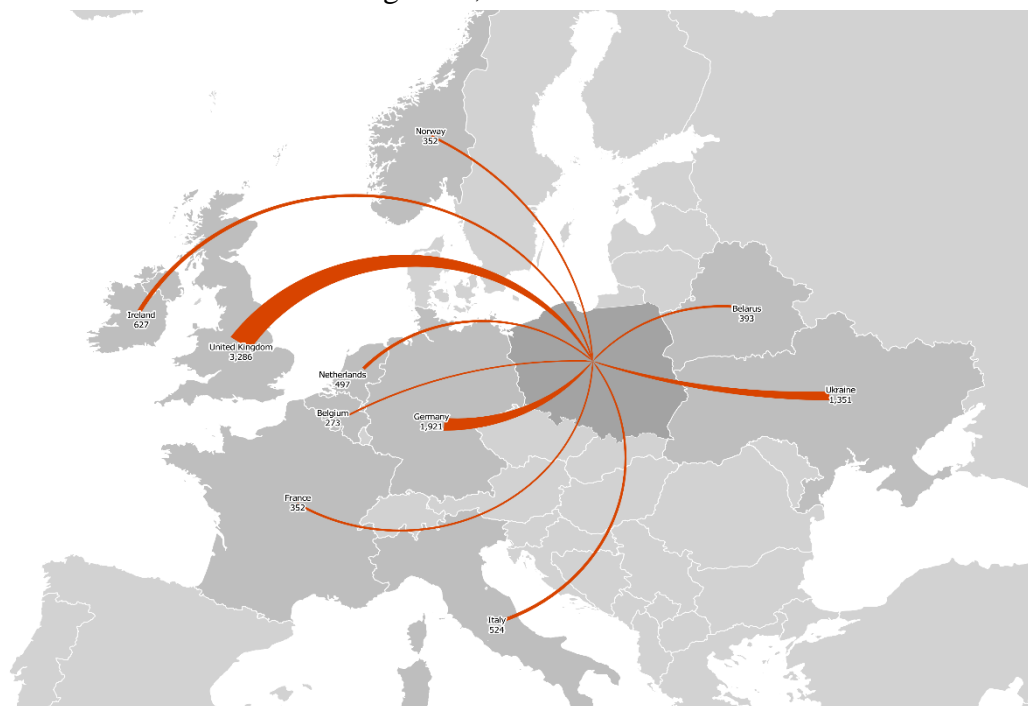 Norway
352
Ireland
627
United Kingdom
3,286
Belarus
393
Netherlands
497
Ukraine
1,351
Belgium
273
Germany
1,921
France
352
Italy
524